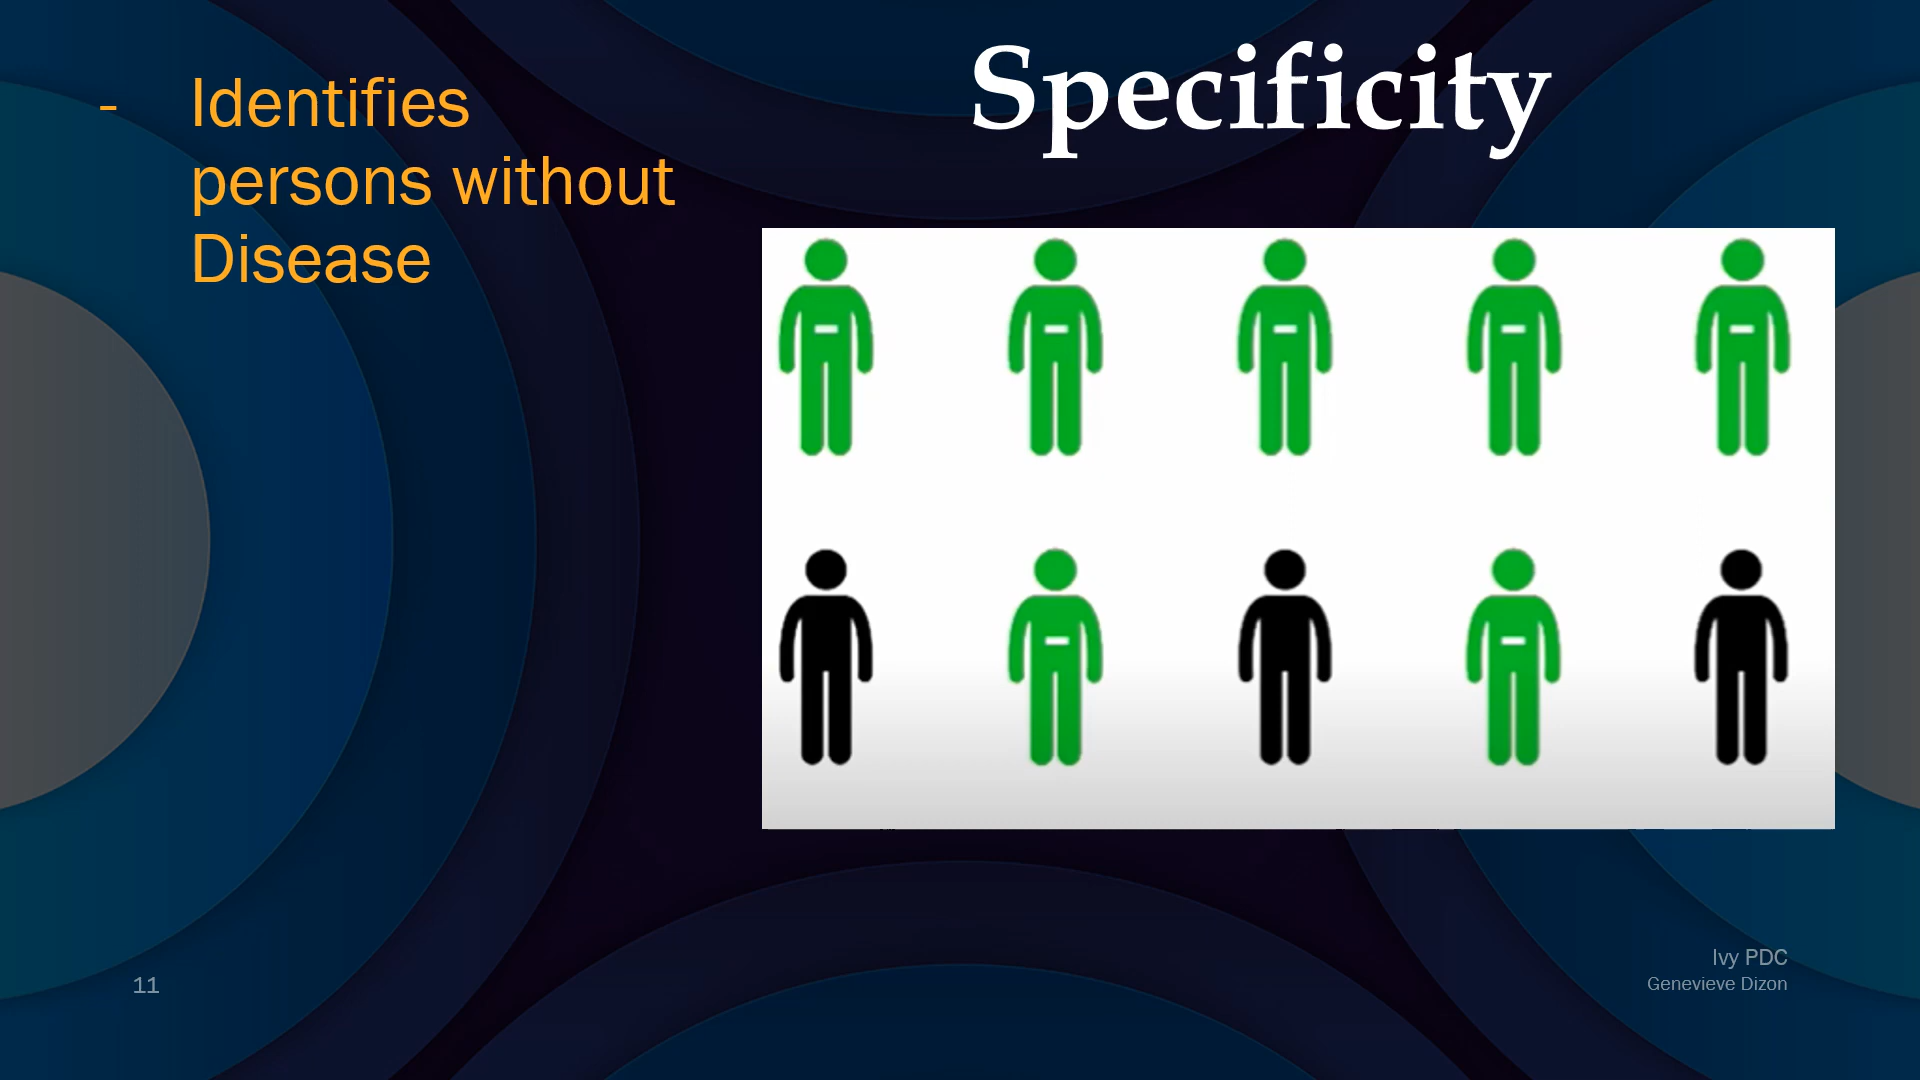 Specificity
- Identifies
persons without
Disease
11
Ivy PDC
Genevieve Dizon